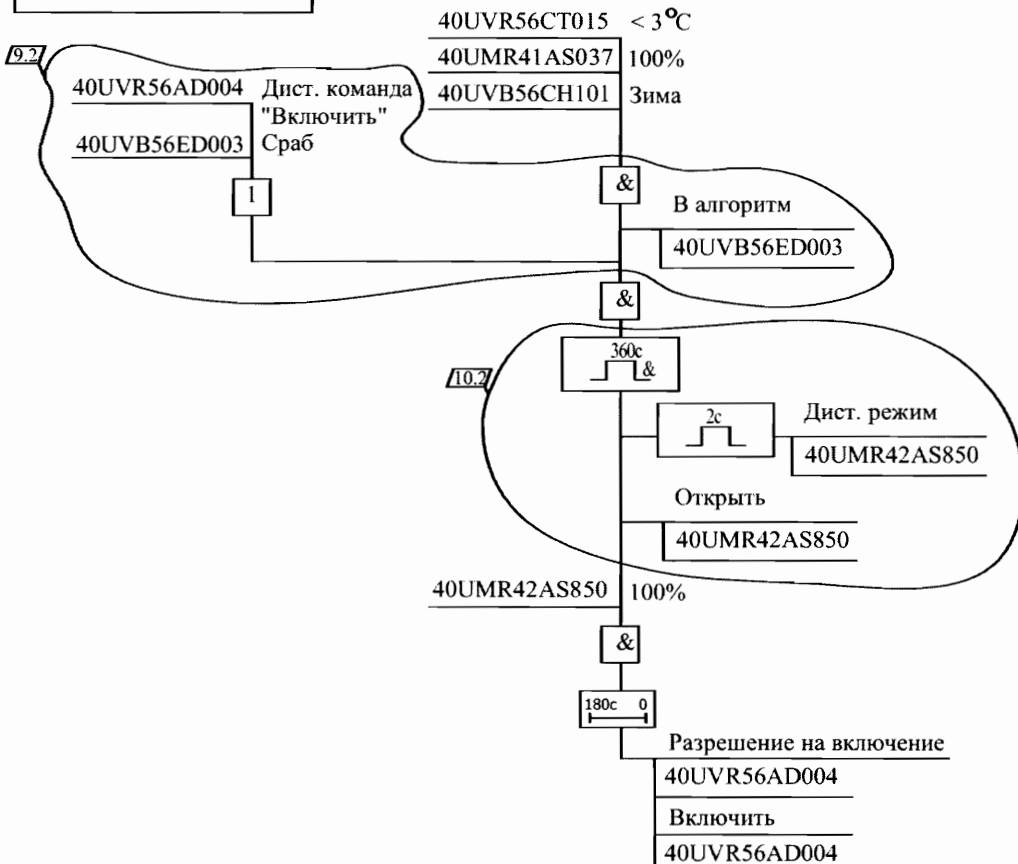 40UVR56CT015 < 3°C
9.2
40UMR41AS037 100%
40UVR56AD004 Дист. команда
"Включить"
40UVB56CH101 Зима
40UVB56ED003 Сраб
1
&
В алгоритм
40UVB56ED003
&
360с
&
10.2
2с
Дист. режим
40UMR42AS850
Открыть
40UMR42AS850
40UMR42AS850 100%
&
180с 0
Разрешение на включение
40UVR56AD004
Включить
40UVR56AD004